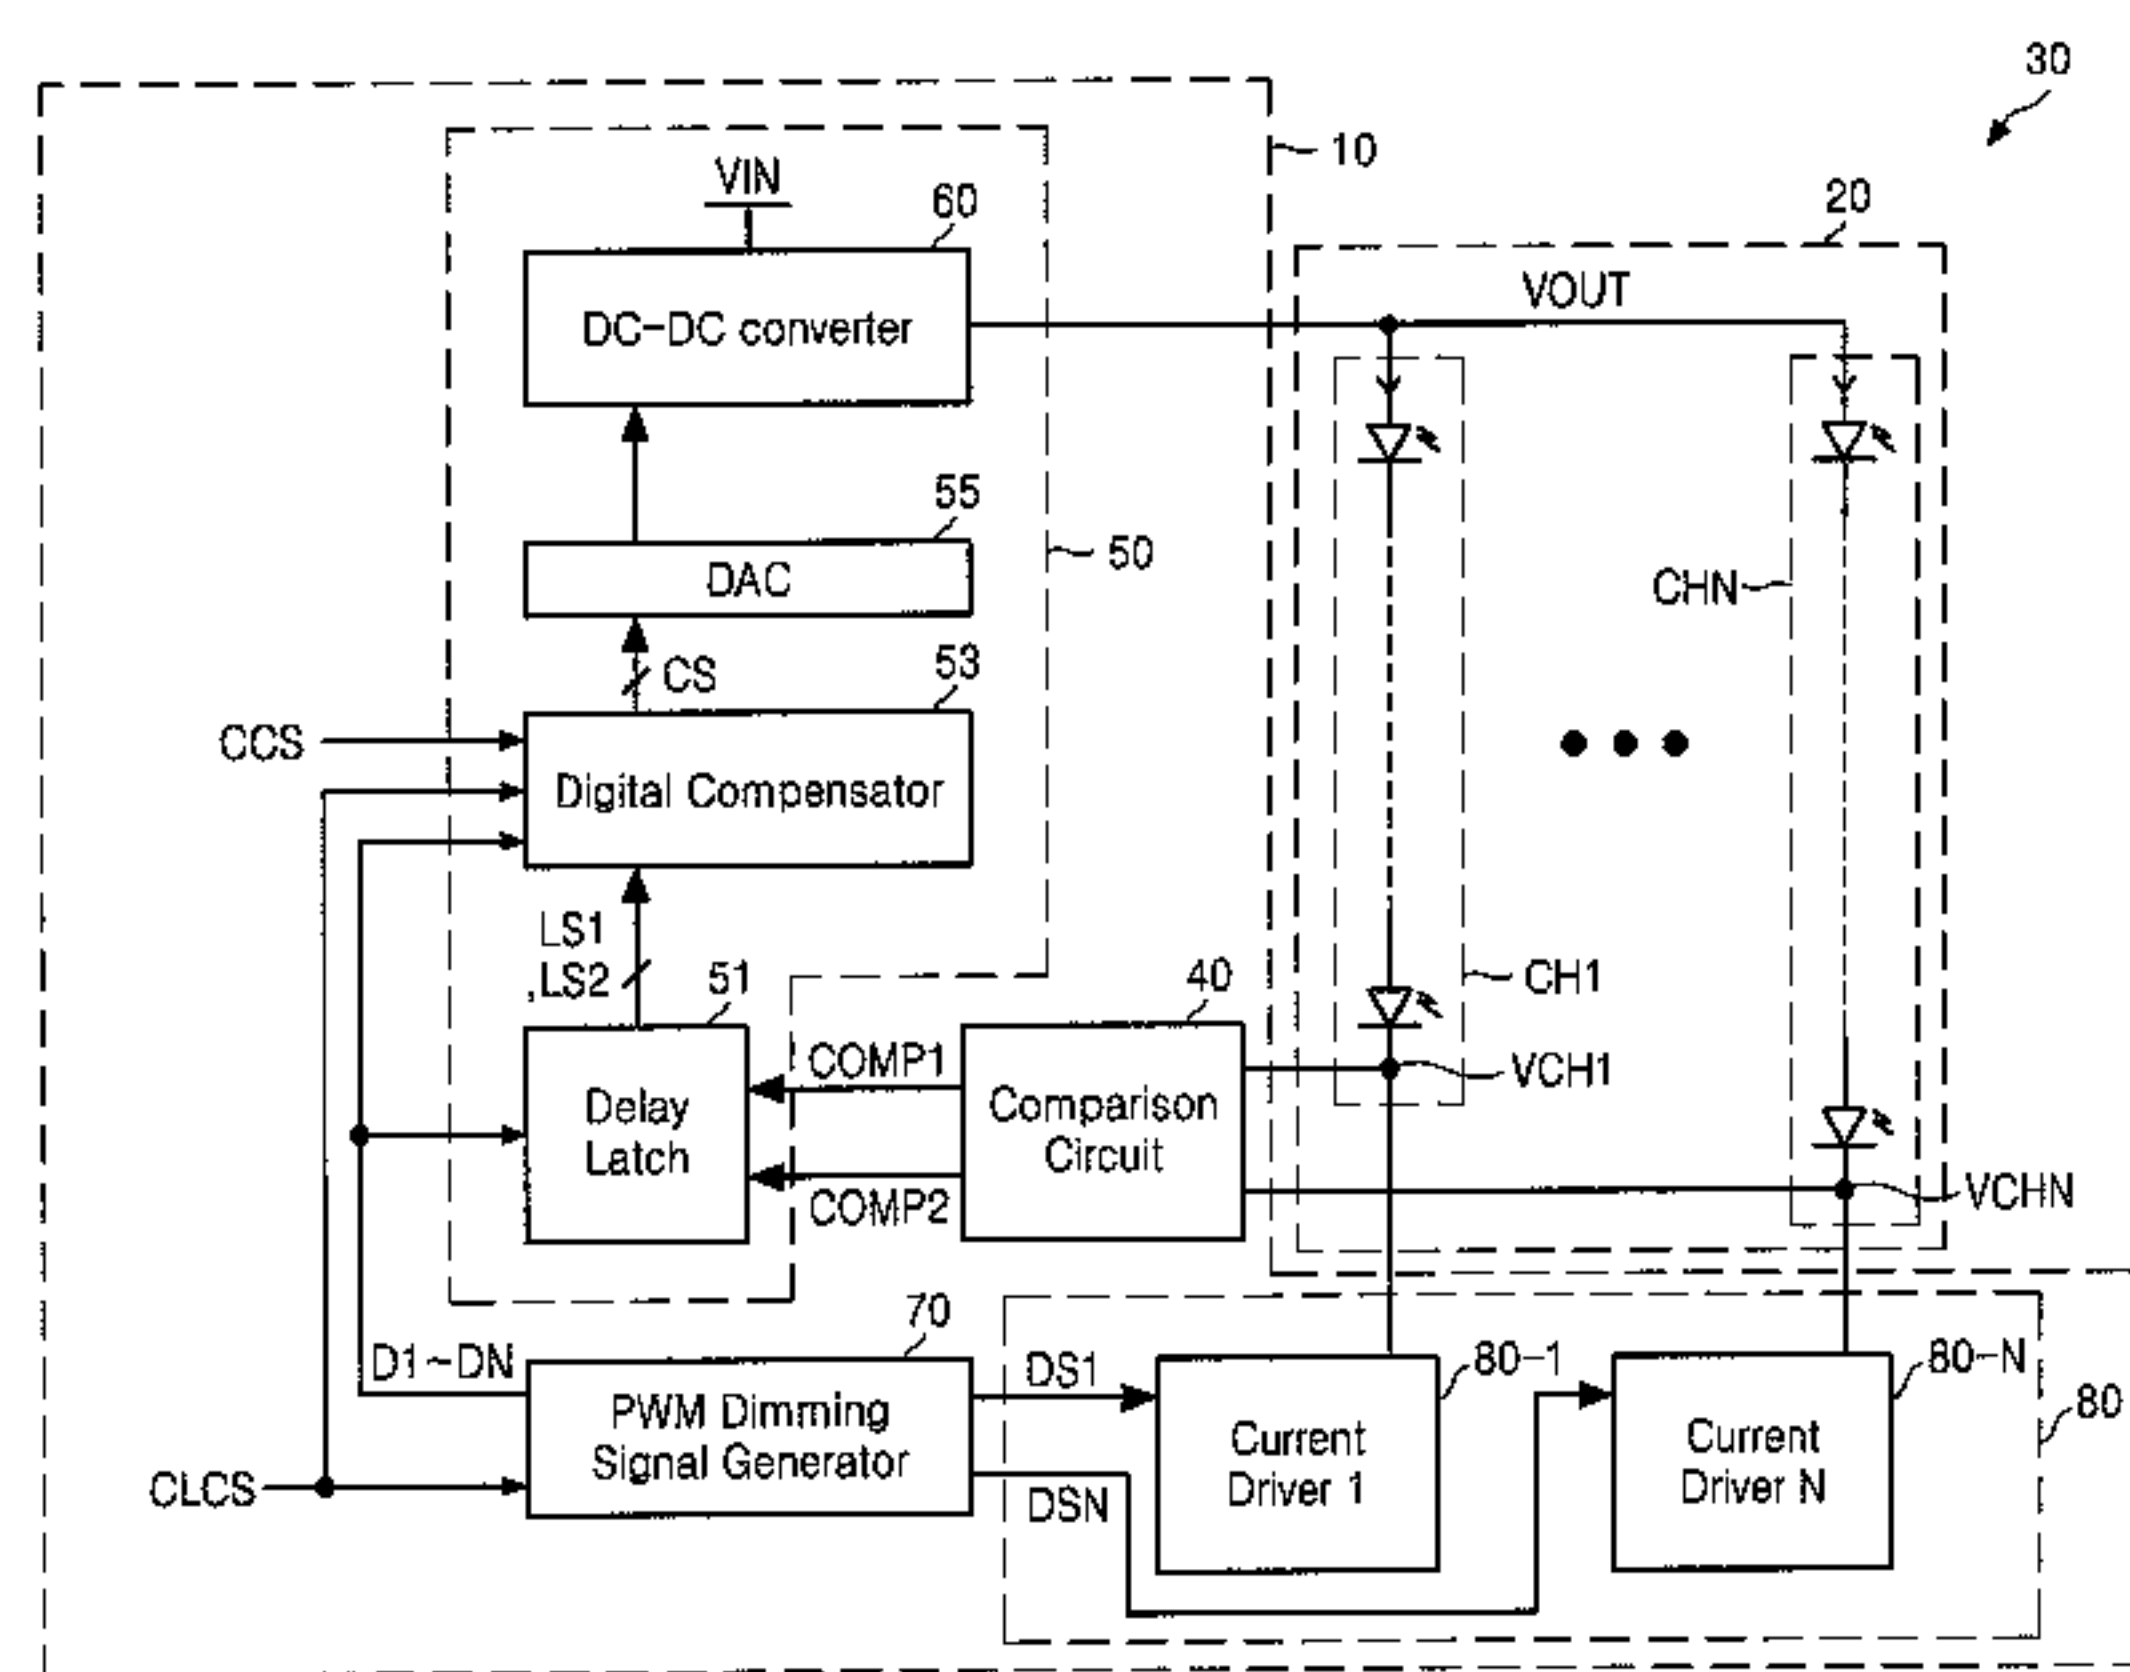 30
10
VIN
60
20
VOUT
DC-DC converter
55
50
DAC
CHN
CS
53
CCS
Digital Compensator
LS1
,LS2
51
40
CH1
COMP1
VCH1
Delay
Latch
Comparison
Circuit
COMP2
VCHN
70
D1~DN
DS1
80-1
80-N
80
PWM Dimming
Signal Generator
Current
Driver 1
Current
Driver N
CLCS
DSN